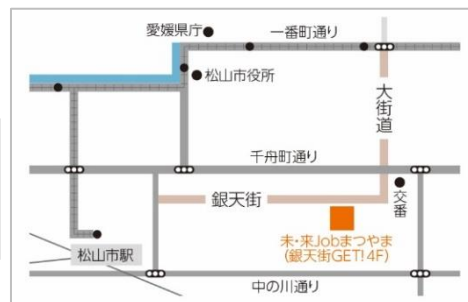 愛媛県庁
一番町通り
松山市役所
大街道
千舟町通り
銀天街
交番
未・来Jobまつやま
(銀天街GET!4F)
松山市駅
中の川通り